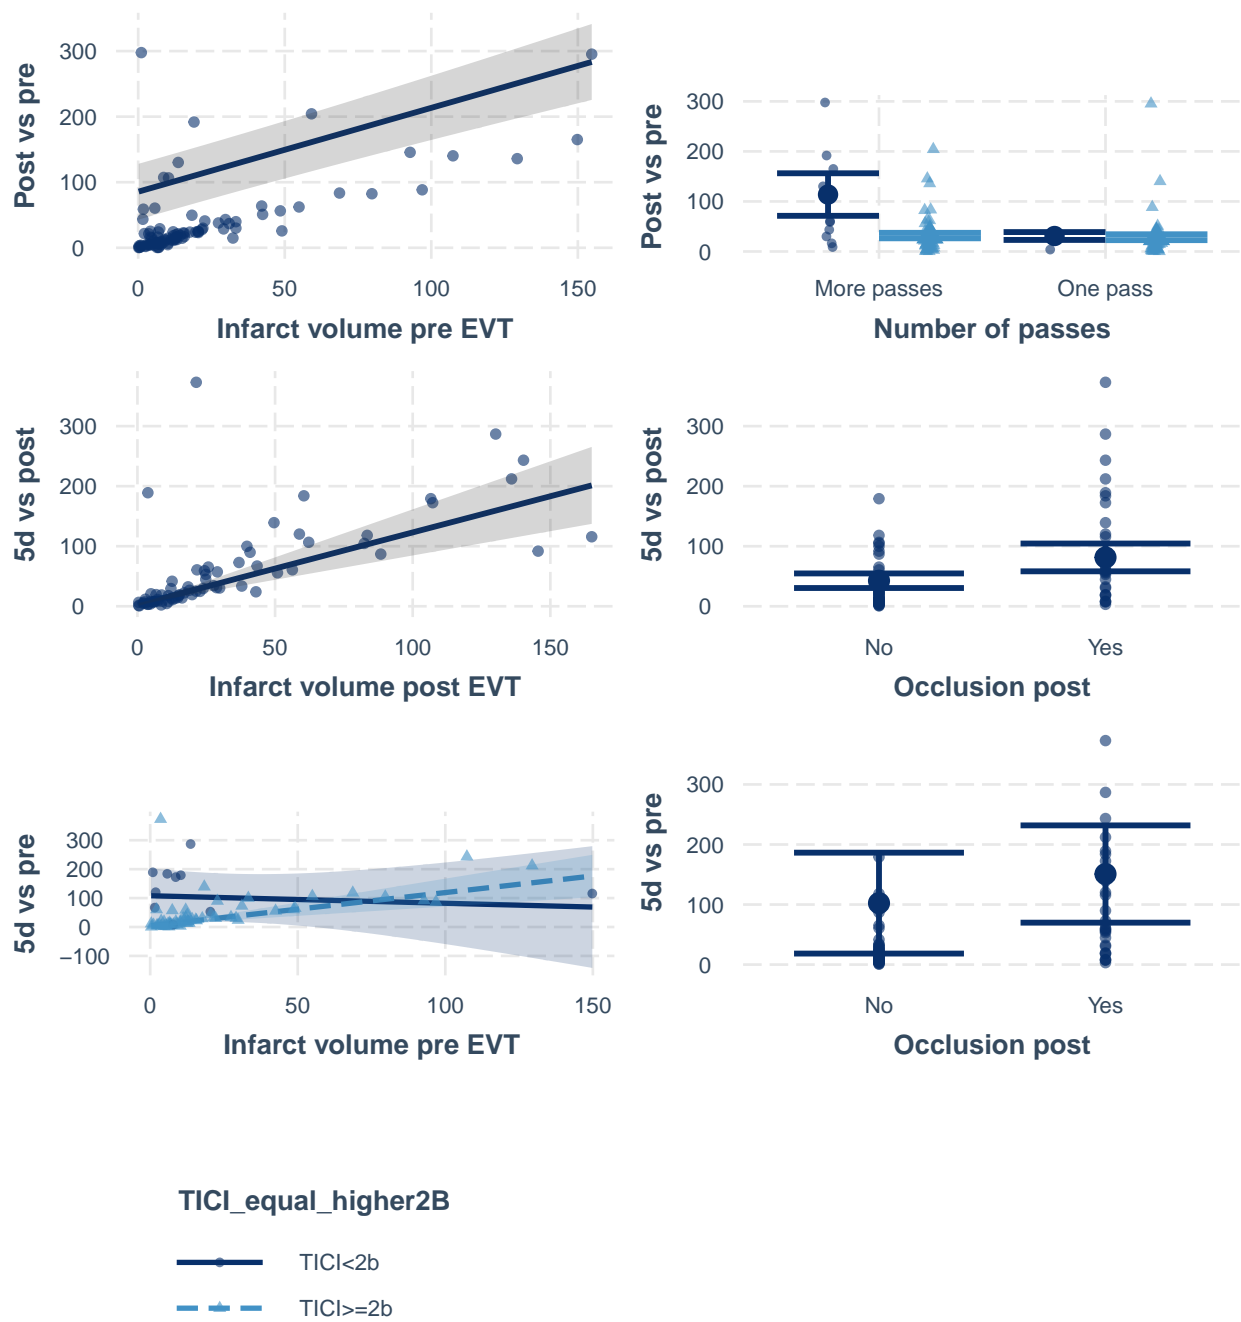 Post vs pre
300
200
100
0
0
50
100
150
Infarct volume pre EVT
Post vs pre
300
200
100
0
More passes
One pass
Number of passes
5d vs post
300
200
100
0
0
50
100
150
Infarct volume post EVT
5d vs post
300
200
100
0
No
Yes
Occlusion post
5d vs pre
300
200
100
0
−100
0
50
100
150
Infarct volume pre EVT
5d vs pre
300
200
100
0
No
Yes
Occlusion post
TICI_equal_higher2B
TICI<2b
TICI>=2b